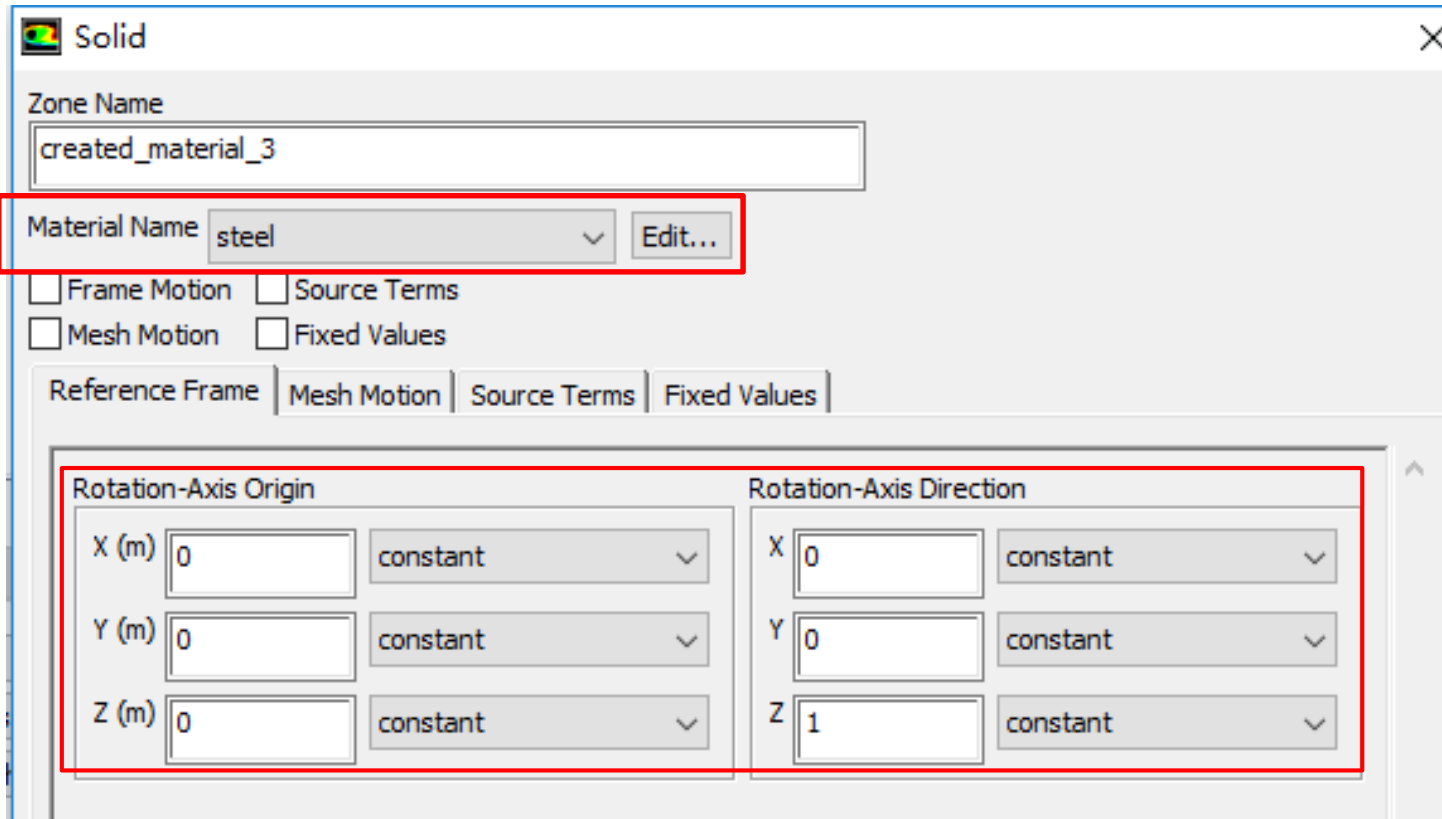 Solid
Zone Name
created_material_3
Material Name steel Edit...
Frame Motion Source Terms
Mesh Motion Fixed Values
Reference Frame Mesh Motion Source Terms Fixed Values
Rotation-Axis Origin Rotation-Axis Direction
X (m) 0 constant X 0 constant
Y (m) 0 constant Y 0 constant
Z (m) 0 constant Z 1 constant